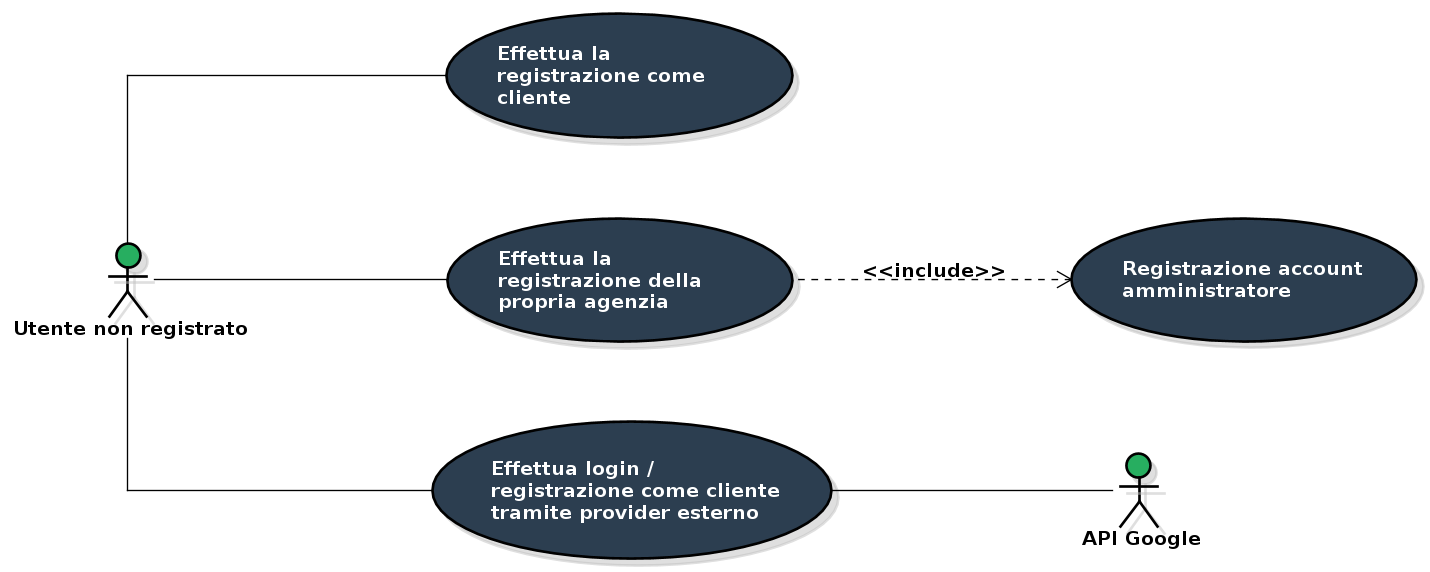 Effettua la
registrazione come
cliente
Effettua la
registrazione della
propria agenzia
<<include>>
Registrazione account
amministratore
Utente non registrato
Effettua login /
registrazione come cliente
tramite provider esterno
API Google